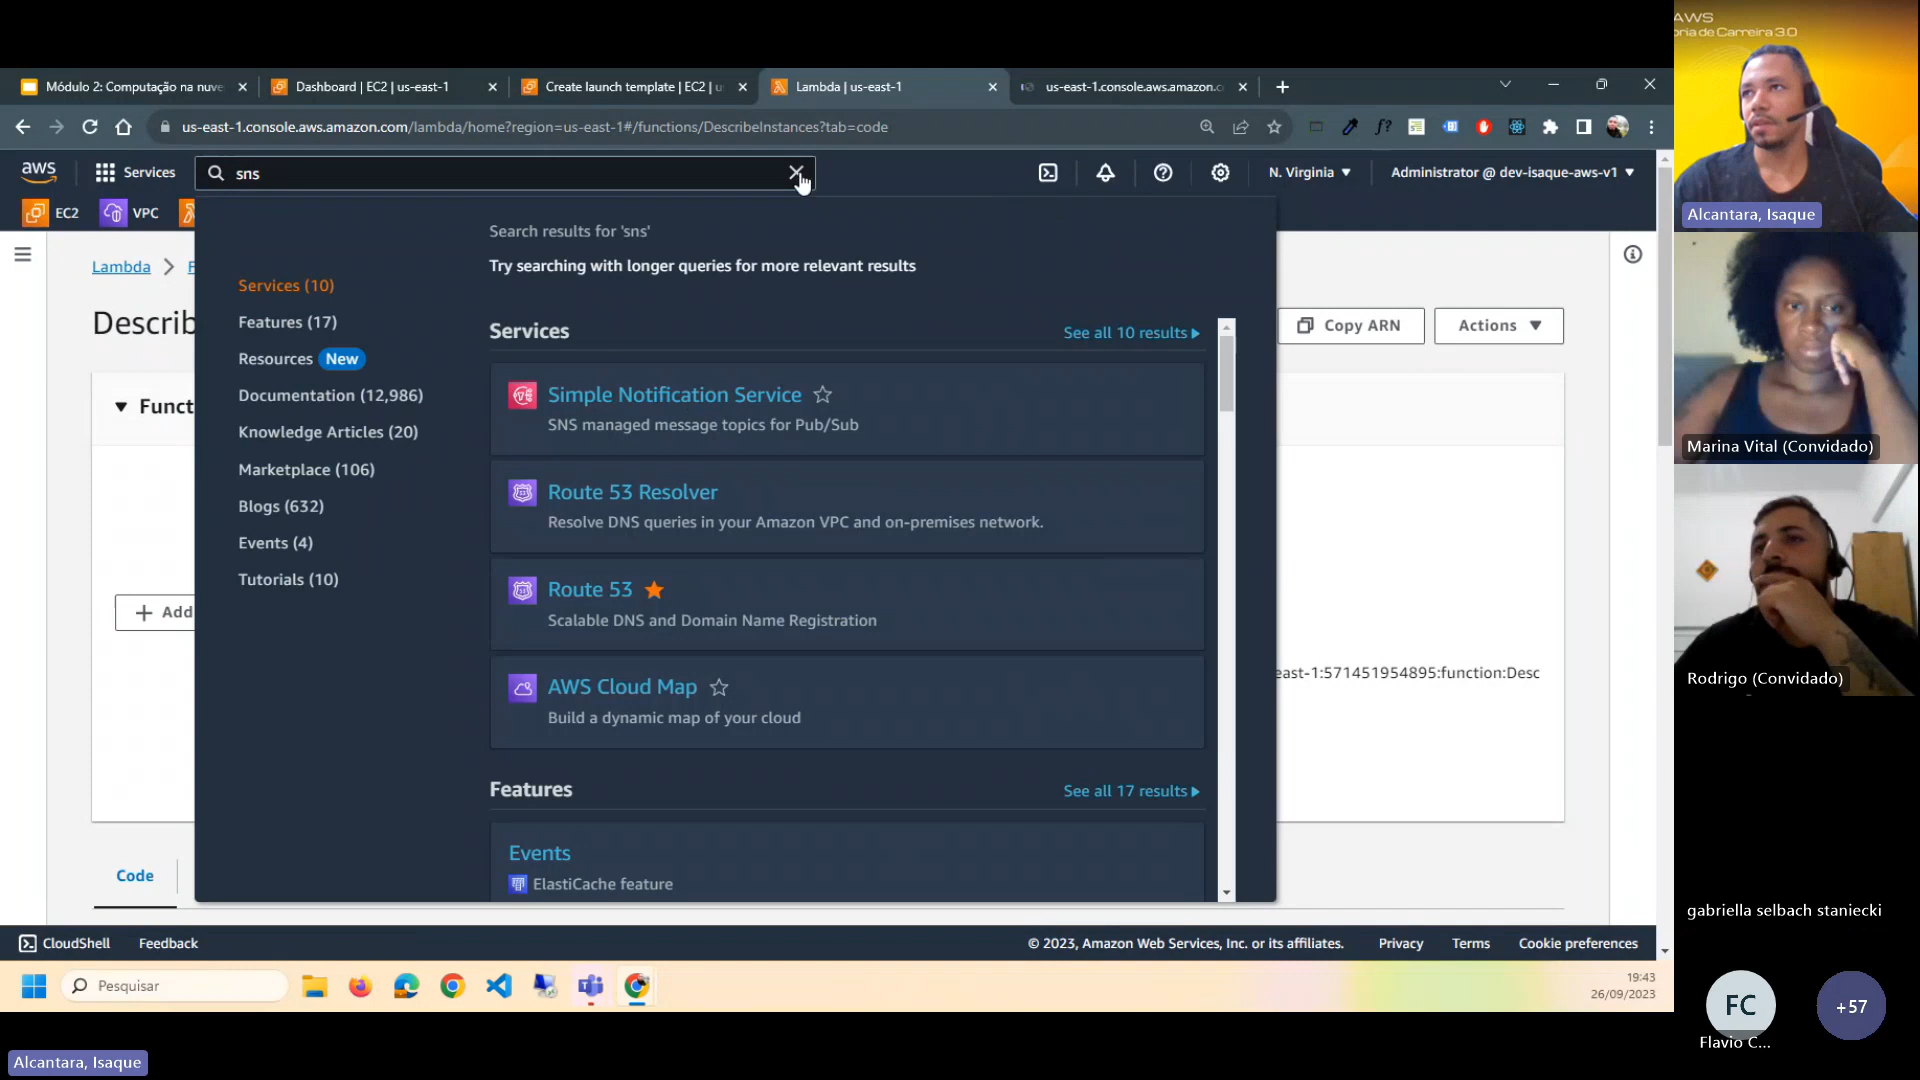 AWS
oria de Carreira 3.0
Módulo 2: Computação na nuve
Dashboard | EC2 | us-east-1
Create launch template | EC2 | u
Lambda | us-east-1
us-east-1.console.aws.amazon.c
us-east-1.console.aws.amazon.com/lambda/home?region=us-east-1#/functions/DescribeInstances?tab=code
aws
Services
sns
N. Virginia
Administrator @ dev-isaque-aws-v1
EC2
VPC
Alcantara, Isaque
Search results for 'sns'
Try searching with longer queries for more relevant results
Lambda
F
Services (10)
Features (17)
Resources New
Documentation (12,986)
Knowledge Articles (20)
Marketplace (106)
Blogs (632)
Events (4)
Tutorials (10)
Services
See all 10 results
Simple Notification Service
SNS managed message topics for Pub/Sub
Route 53 Resolver
Resolve DNS queries in your Amazon VPC and on-premises network.
Route 53
Scalable DNS and Domain Name Registration
AWS Cloud Map
Build a dynamic map of your cloud
Features
See all 17 results
Events
ElastiCache feature
Describ
Copy ARN
Actions
Funct
Add
east-1:571451954895:function:Desc
Code
Marina Vital (Convidado)
Rodrigo (Convidado)
gabriella selbach staniecki
CloudShell
Feedback
© 2023, Amazon Web Services, Inc. or its affiliates.
Privacy
Terms
Cookie preferences
Pesquisar
19:43
26/09/2023
FC
+57
Flavio C...
Alcantara, Isaque